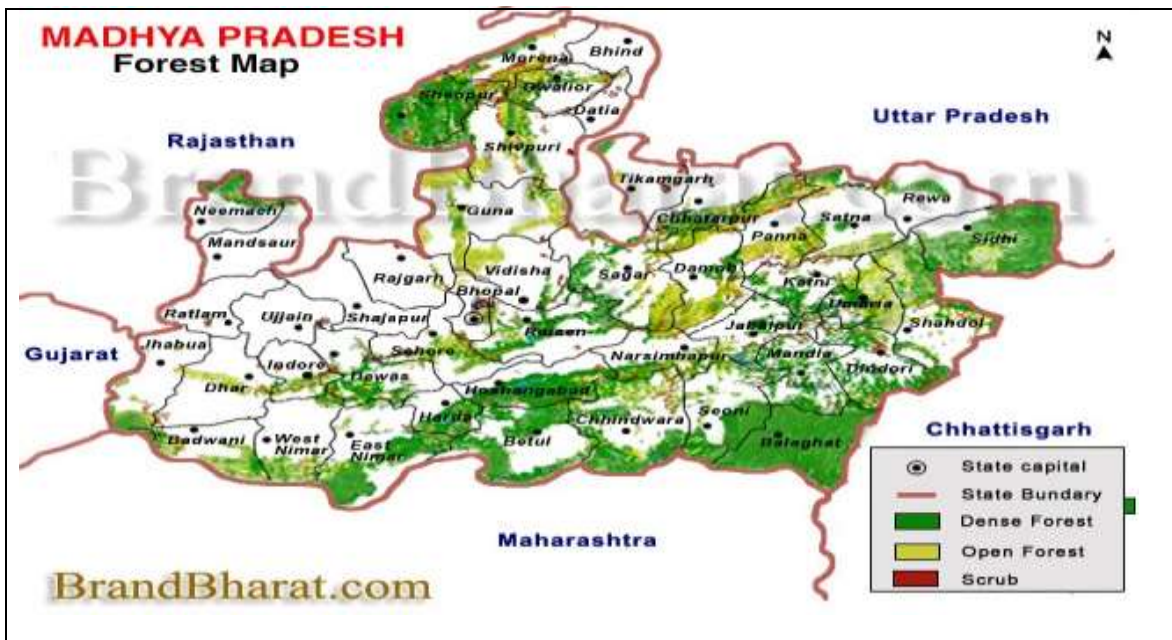 MADHYA PRADESH
Forest Map
N
Rajasthan
Uttar Pradesh
BrandBharat.com
Bhind
Morena
Gwalior
Sheopur
Datia
Shivpuri
Tikamgarh
Neemach
Guna
Chhatarpur
Rewa
Satna
Panna
Sidhi
Mandsaur
Rajgarh
Vidisha
Sagar
Damoh
Katni
Bhopal
Umaria
Ratlam
Ujjain
Shajapur
Raisen
Jabalpur
Shahdol
Gujarat
Jhabua
Indore
Sehore
Narsimhapur
Mandla
Dindori
Dhar
Dewas
Hoshangabad
Harda
Chhindwara
Seoni
Badwani
West
Nimar
East
Nimar
Betul
Balaghat
Chhattisgarh
Maharashtra
State capital
State Bundary
Dense Forest
Open Forest
Scrub
BrandBharat.com